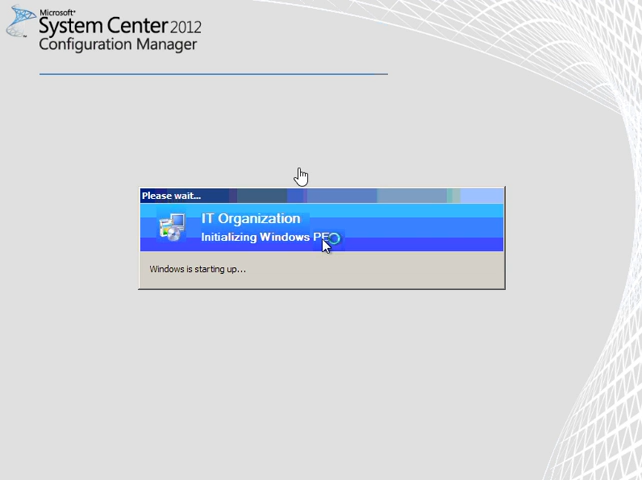 Microsoft®
System Center 2012
Configuration Manager
Please wait...
IT Organization
Initializing Windows PE
Windows is starting up...